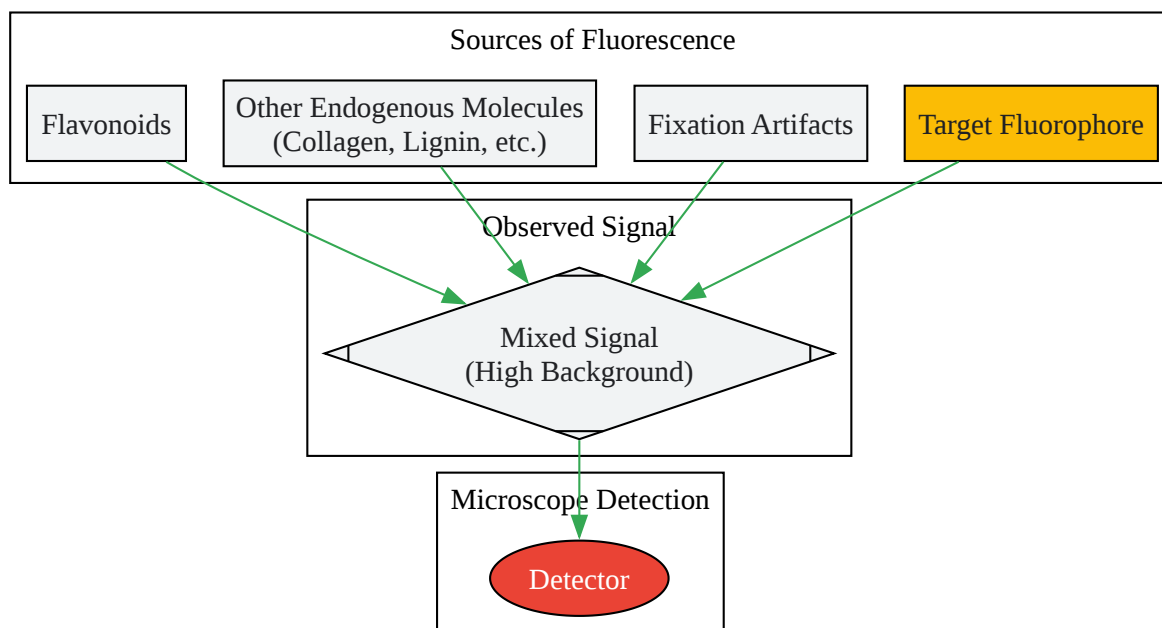 Sources of Fluorescence
Flavonoids
Other Endogenous Molecules
(Collagen, Lignin, etc.)
Fixation Artifacts
Target Fluorophore
Observed Signal
Mixed Signal
(High Background)
Microscope Detection
Detector